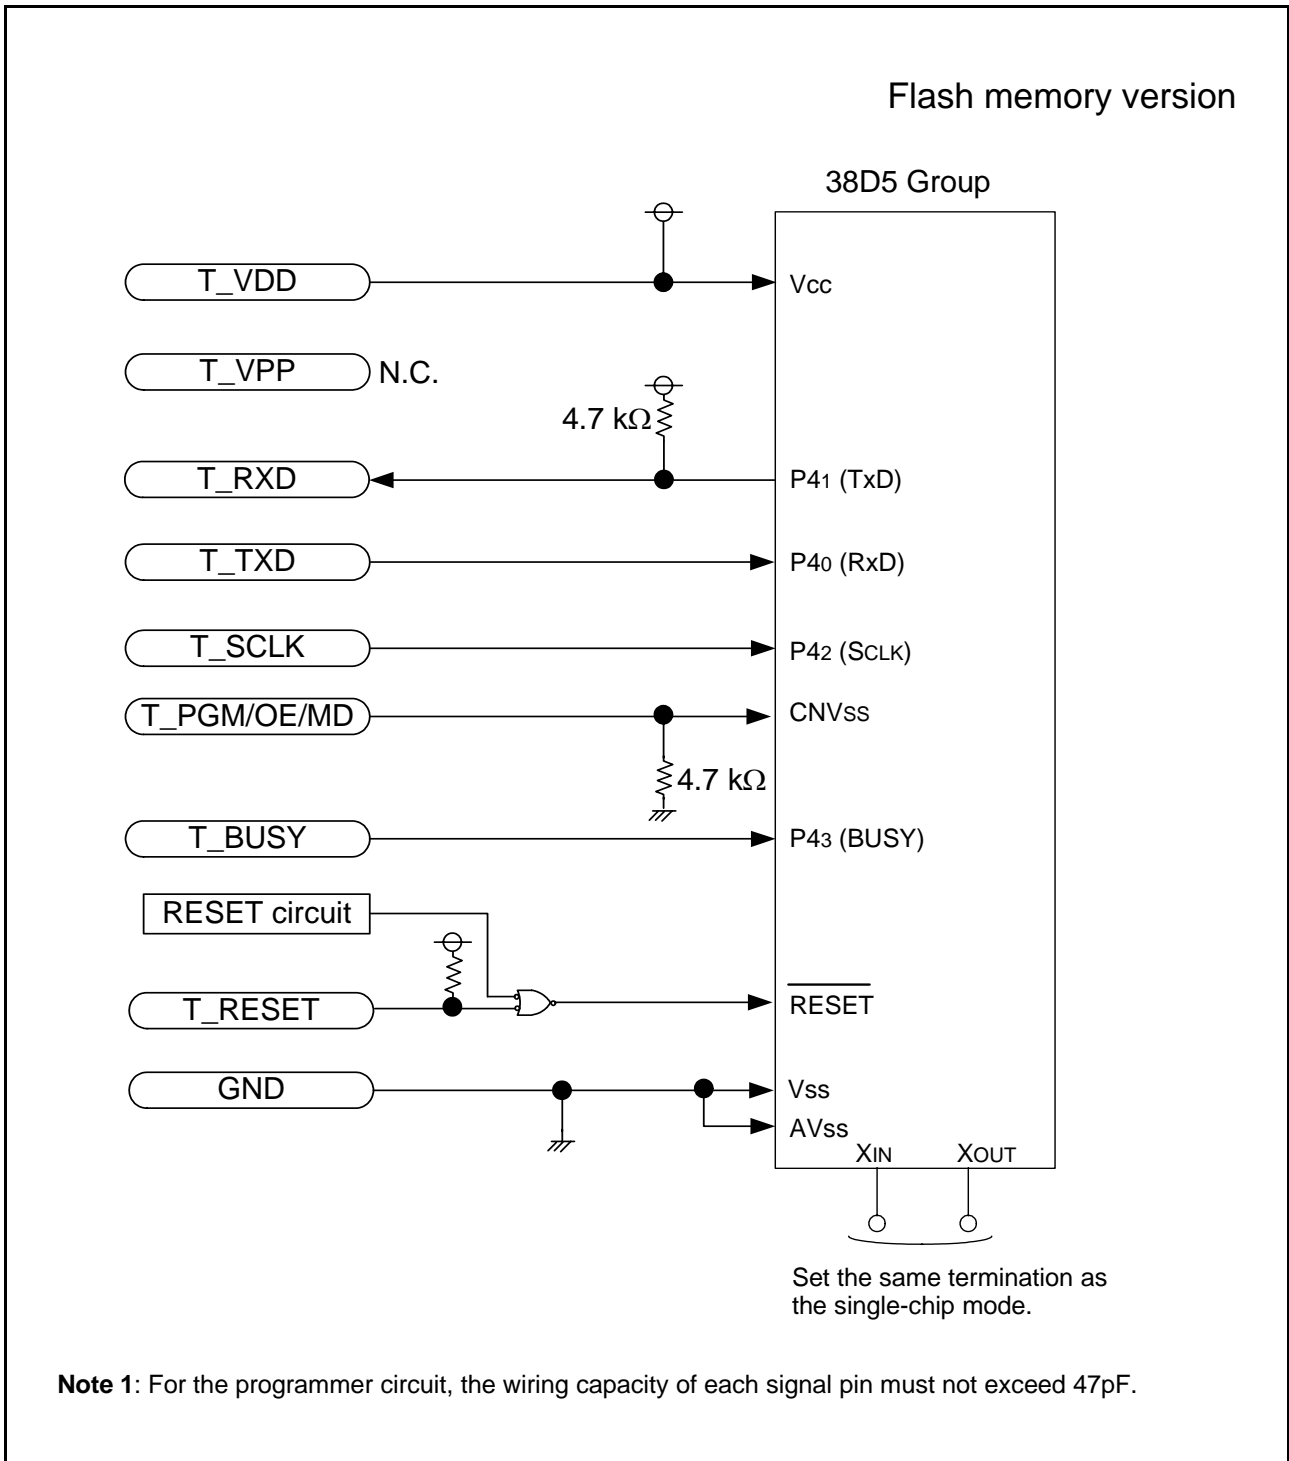 Flash memory version
38D5 Group
T_VDD
Vcc
T_VPP N.C.
4.7 kΩ
T_RXD
P41 (TxD)
T_TXD
P40 (RxD)
T_SCLK
P42 (SCLK)
T_PGM/OE/MD
CNVSS
4.7 kΩ
T_BUSY
P43 (BUSY)
RESET circuit
T_RESET
RESET
GND
Vss
AVss
XIN XOUT
Set the same termination as
the single-chip mode.
Note 1: For the programmer circuit, the wiring capacity of each signal pin must not exceed 47pF.